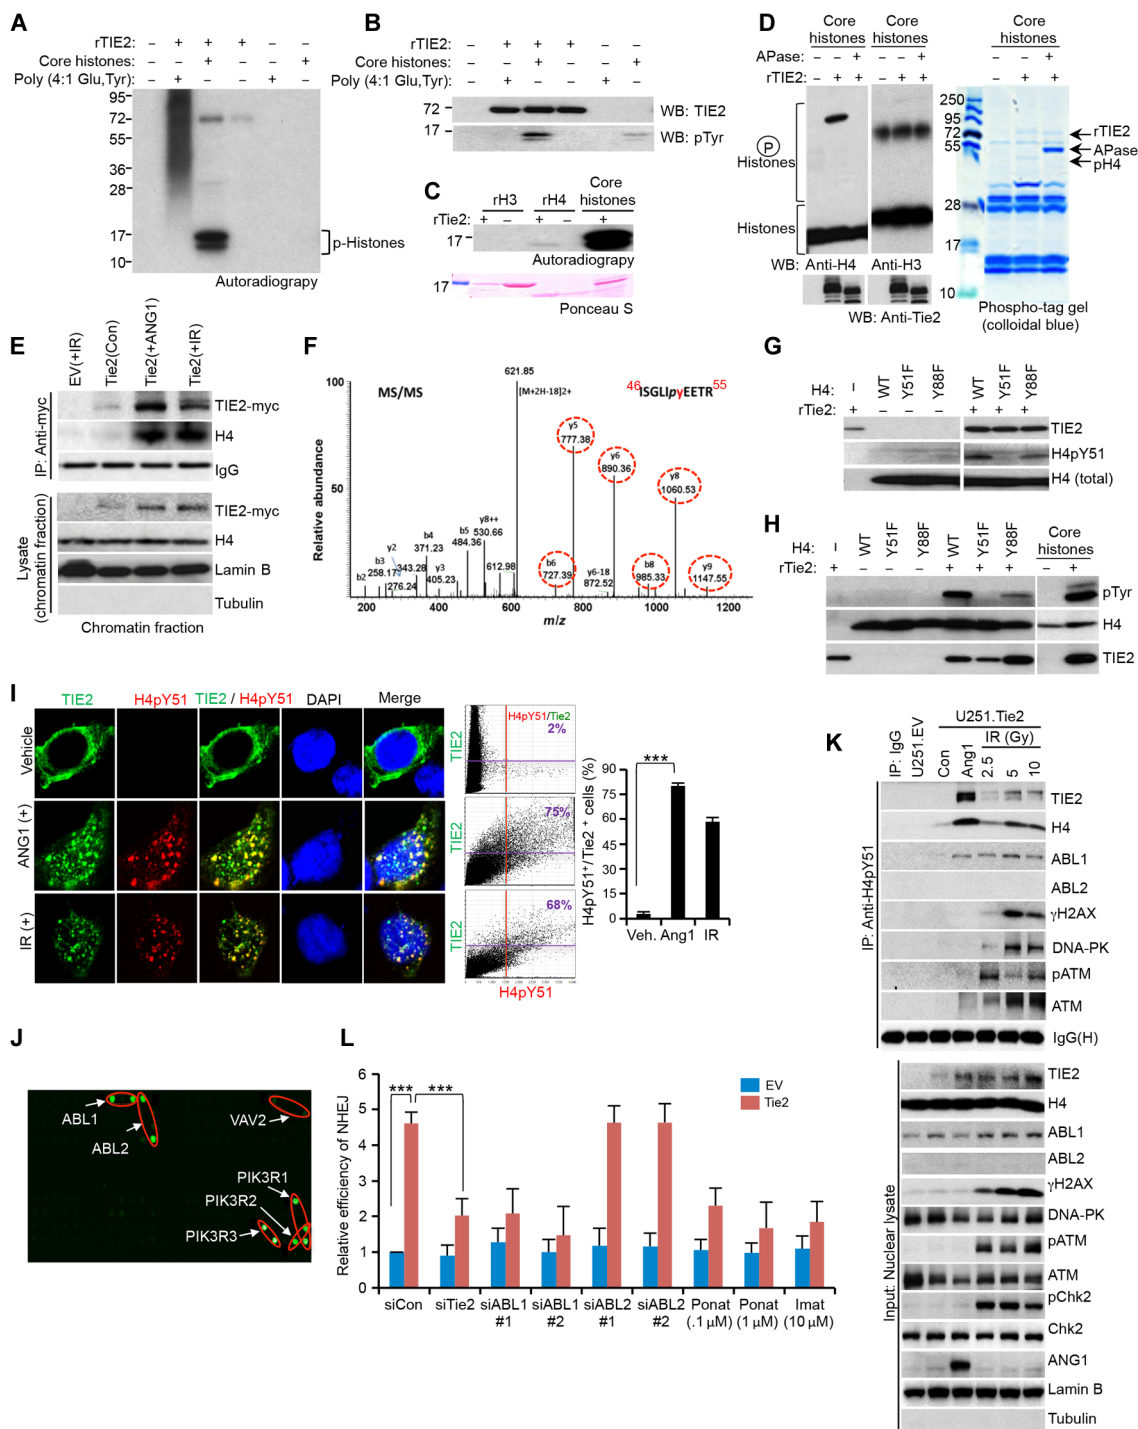 A
rTIE2: – + + + – –
Core histones: – – + – – +
Poly (4:1 Glu,Tyr) – + – – + –
95
72
55
36
28
17
10
p-Histones
Autoradiograpy
B
rTIE2: – + + + – –
Core histones: – – + – – +
Poly (4:1 Glu,Tyr) – + – – + –
72
WB: TIE2
17
WB: pTyr
C
rH3 rH4 Core histones
rTie2: + – + – +
17
Autoradiograpy
17
Ponceau S
D
Core histones Core histones Core histones
APase: – – + – – + – – +
rTIE2: – + + – + + – + +
P
Histones
Histones
WB: Anti-H4 Anti-H3
WB: Anti-Tie2
250
95
72
55
28
17
10
rTIE2
APase
pH4
Phospho-tag gel
(colloidal blue)
E
EV(+IR)
Tie2(Con)
Tie2(+ANG1)
Tie2(+IR)
IP: Anti-myc
TIE2-myc
H4
IgG
Lysate
(chromatin fraction)
TIE2-myc
H4
Lamin B
Tubulin
Chromatin fraction
F
MS/MS
46ISGLIpyEETR55
Relative abundance
100
50
621.85
[M+2H-18]2+
y5
777.38
y6
890.36
y8
1060.53
y8++
530.66
b5
484.36
b4
371.23
y2
b3
258.17
343.28
b2
276.24
y3
405.23
612.98
b6
727.39
y6-18
872.52
b8
985.33
y9
1147.55
200 400 600 800 1000 1200
m/z
G
H4: – WT Y51F Y88F WT Y51F Y88F
rTie2: + – – – + + +
TIE2
H4pY51
H4 (total)
H
H4: – WT Y51F Y88F WT Y51F Y88F Core histones
rTie2: + – – – + + + – +
pTyr
H4
TIE2
I
TIE2 H4pY51 TIE2 / H4pY51 DAPI Merge
Vehicle
ANG1 (+)
IR (+)
H4pY51/Tie2
2%
75%
68%
TIE2
TIE2
TIE2
H4pY51
H4pY51+/Tie2 + cells (%)
90
75
60
45
30
15
0
***
Veh. Ang1 IR
J
ABL1
ABL2
VAV2
PIK3R1
PIK3R2
PIK3R3
K
IP: IgG
U251.EV
U251.Tie2
Con
Ang1
IR (Gy)
2.5
5
10
IP: Anti-H4pY51
TIE2
H4
ABL1
ABL2
γH2AX
DNA-PK
pATM
ATM
IgG(H)
Input: Nuclear lysate
TIE2
H4
ABL1
ABL2
γH2AX
DNA-PK
pATM
ATM
pChk2
Chk2
ANG1
Lamin B
Tubulin
L
Relative efficiency of NHEJ
6
5
4
3
2
1
0
*** ***
EV
Tie2
siCon siTie2 siABL1 siABL1 siABL2 siABL2 Ponat Ponat Imat
#1 #2 #1 #2 (.1 µM) (1 µM) (10 µM)